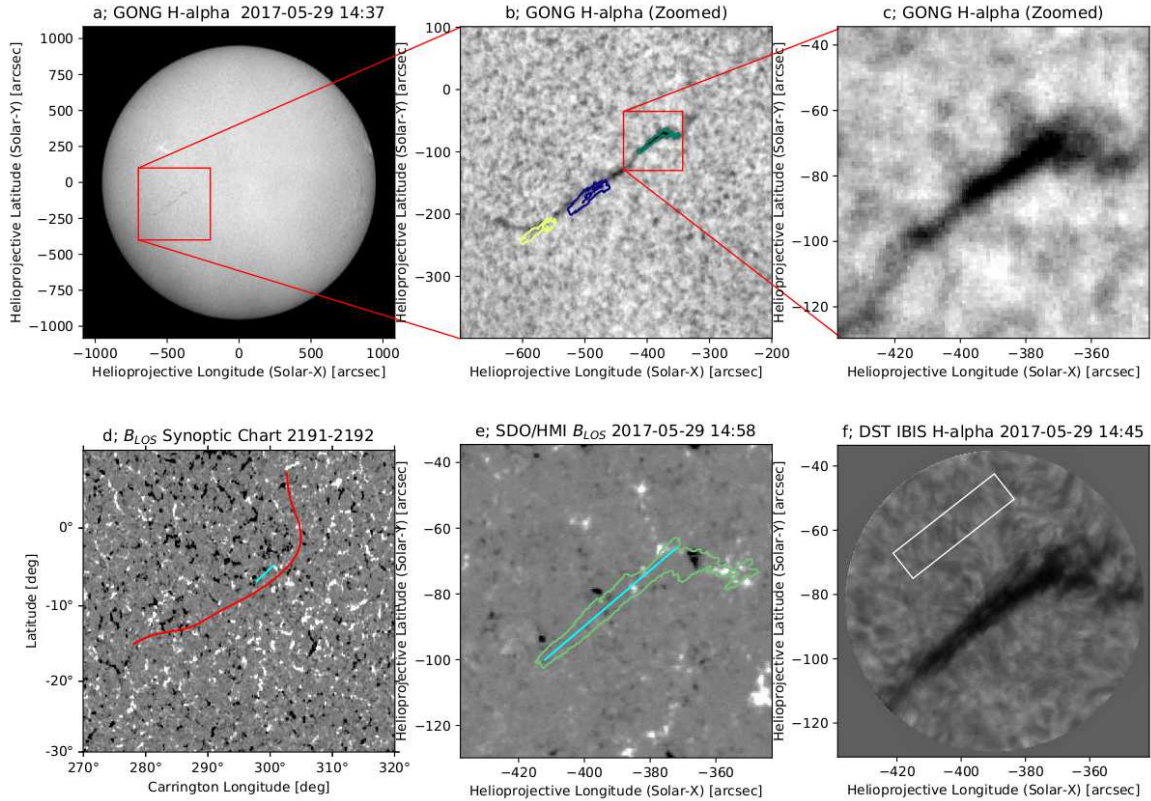 a; GONG H-alpha  2017-05-29 14:37
Helioprojective Latitude (Solar-Y) [arcsec]
1000
750
500
250
0
−250
−500
−750
−1000
−1000 −500 0 500 1000
Helioprojective Longitude (Solar-X) [arcsec]
b; GONG H-alpha (Zoomed)
Helioprojective Latitude (Solar-Y) [arcsec]
100
0
−100
−200
−300
−600 −500 −400 −300 −200
Helioprojective Longitude (Solar-X) [arcsec]
c; GONG H-alpha (Zoomed)
Helioprojective Latitude (Solar-Y) [arcsec]
−40
−60
−80
−100
−120
−420 −400 −380 −360
Helioprojective Longitude (Solar-X) [arcsec]
d; B_LOS Synoptic Chart 2191-2192
Latitude [deg]
0°
-10°
-20°
-30°
270° 280° 290° 300° 310° 320°
Carrington Longitude [deg]
e; SDO/HMI B_LOS 2017-05-29 14:58
Helioprojective Latitude (Solar-Y) [arcsec]
−40
−60
−80
−100
−120
−420 −400 −380 −360
Helioprojective Longitude (Solar-X) [arcsec]
f; DST IBIS H-alpha 2017-05-29 14:45
Helioprojective Latitude (Solar-Y) [arcsec]
−40
−60
−80
−100
−120
−420 −400 −380 −360
Helioprojective Longitude (Solar-X) [arcsec]